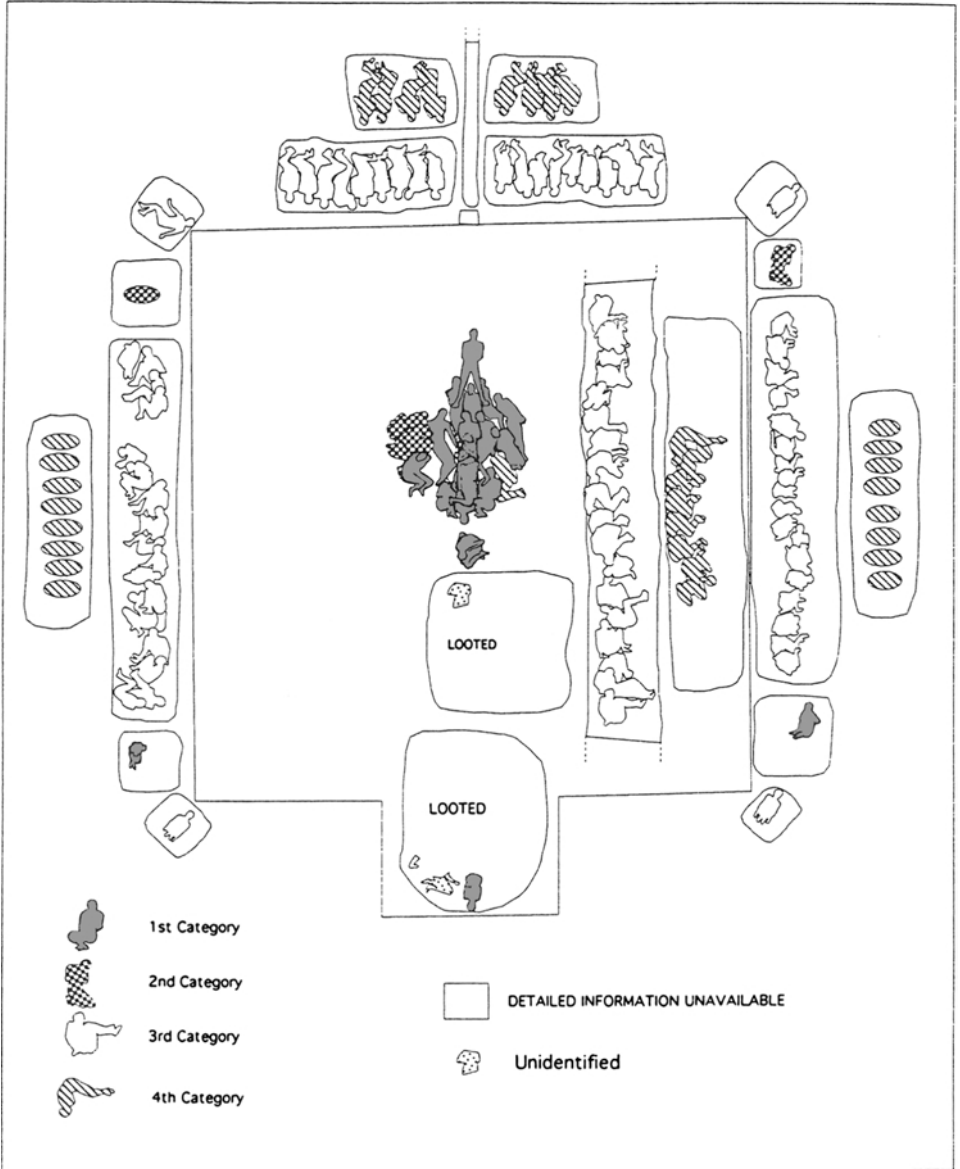 LOOTED
LOOTED
1st Category
2nd Category
3rd Category
4th Category
DETAILED INFORMATION UNAVAILABLE
Unidentified